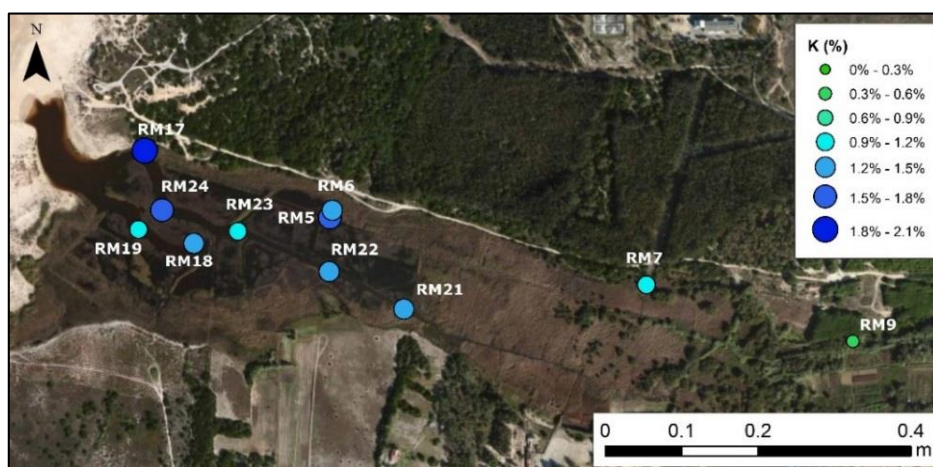 N
K (%)
0% - 0.3%
0.3% - 0.6%
0.6% - 0.9%
0.9% - 1.2%
1.2% - 1.5%
1.5% - 1.8%
1.8% - 2.1%
RM17
RM24
RM6
RM23
RM5
RM19
RM18
RM22
RM7
RM21
RM9
0 0.1 0.2 0.4
m